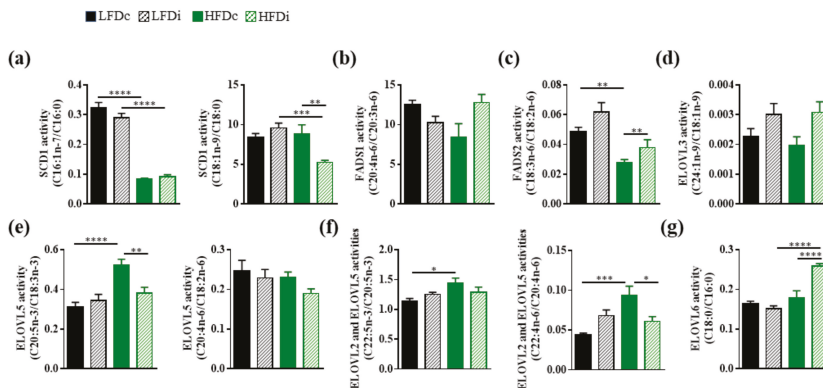 LFDc LFDi HFDc HFDi
(a)
SCD1 activity
(C16:1n-7/C16:0)
0.4
0.3
0.2
0.1
0.0
****
****
SCD1 activity
(C18:1n-9/C18:0)
15
10
5
0
***
**
(b)
FADS1 activity
(C20:4n-6/C20:3n-6)
15
10
5
0
(c)
FADS2 activity
(C18:3n-6/C18:2n-6)
0.08
0.06
0.04
0.02
0.00
**
**
(d)
ELOVL3 activity
(C24:1n-9/C18:1n-9)
0.004
0.003
0.002
0.001
0.000
(e)
ELOVL5 activity
(C20:5n-3/C18:3n-3)
0.6
0.4
0.2
0.0
****
**
ELOVL5 activity
(C20:4n-6/C18:2n-6)
0.3
0.2
0.1
0.0
(f)
ELOVL2 and ELOVL5 activities
(C22:5n-3/C20:5n-3)
2.5
2.0
1.5
1.0
0.5
0.0
*
ELOVL2 and ELOVL5 activities
(C22:4n-6/C20:4n-6)
0.15
0.10
0.05
0.00
***
*
(g)
ELOVL6 activity
(C18:0/C16:0)
0.3
0.2
0.1
0.0
****
****